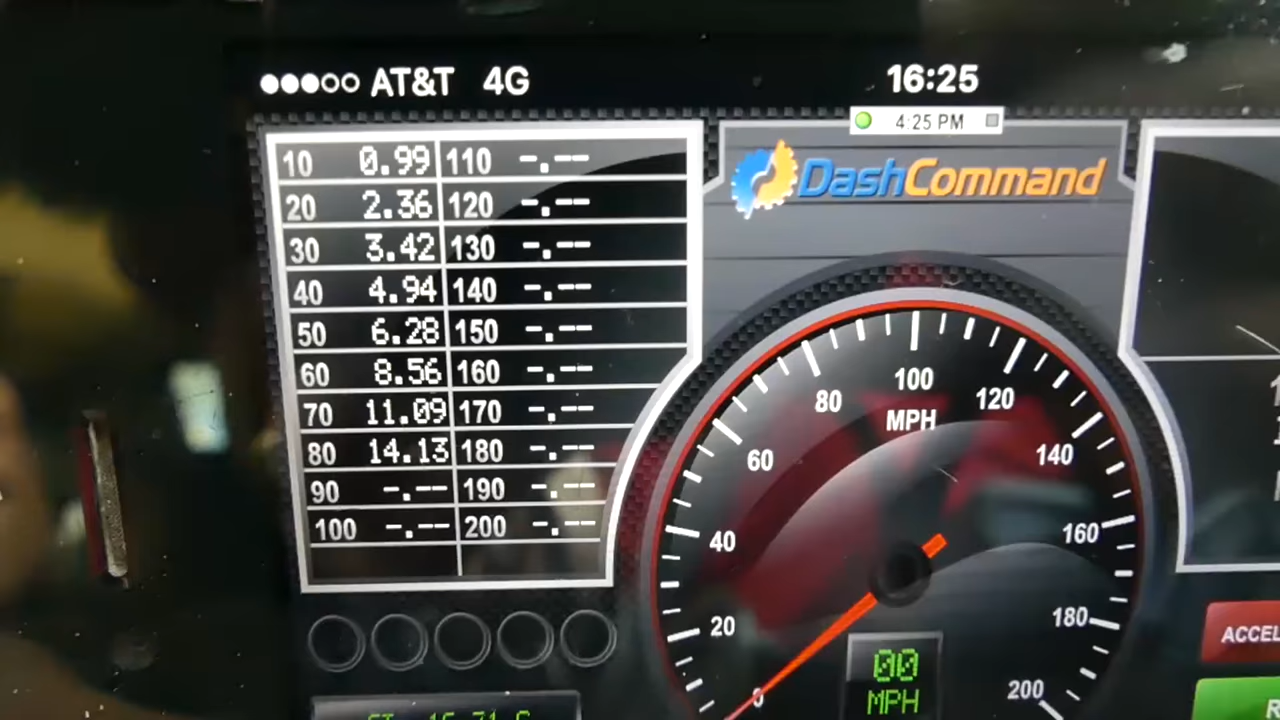 AT&T 4G 16:25
4:25 PM
DashCommand
10 0.99 110 -.--
20 2.36 120 -.--
30 3.42 130 -.--
40 4.94 140 -.--
50 6.28 150 -.--
60 8.56 160 -.--
70 11.09 170 -.--
80 14.13 180 -.--
90 -.-- 190 -.--
100 -.-- 200 -.--
0 20 40 60 80 100 120 140 160 180 200
MPH
00
MPH